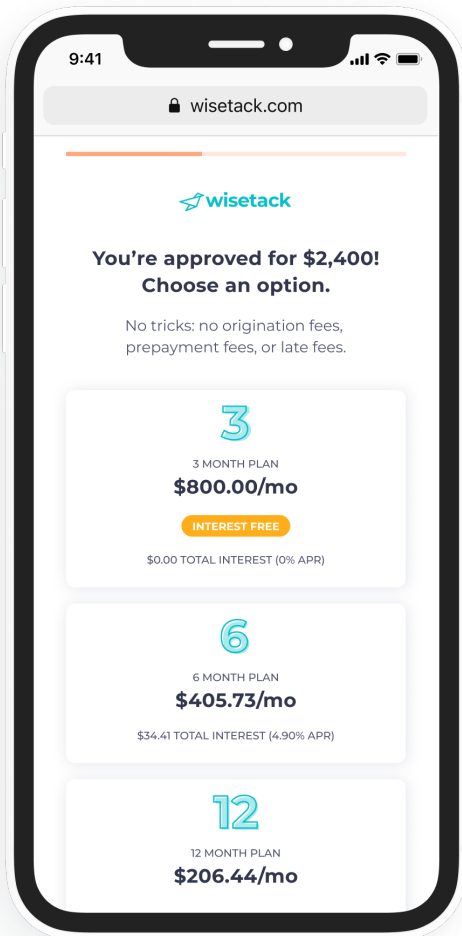 9:41
wisetack.com
wisetack
You’re approved for $2,400!
Choose an option.
No tricks: no origination fees,
prepayment fees, or late fees.
3
3 MONTH PLAN
$800.00/mo
INTEREST FREE
$0.00 TOTAL INTEREST (0% APR)
6
6 MONTH PLAN
$405.73/mo
$34.41 TOTAL INTEREST (4.90% APR)
12
12 MONTH PLAN
$206.44/mo